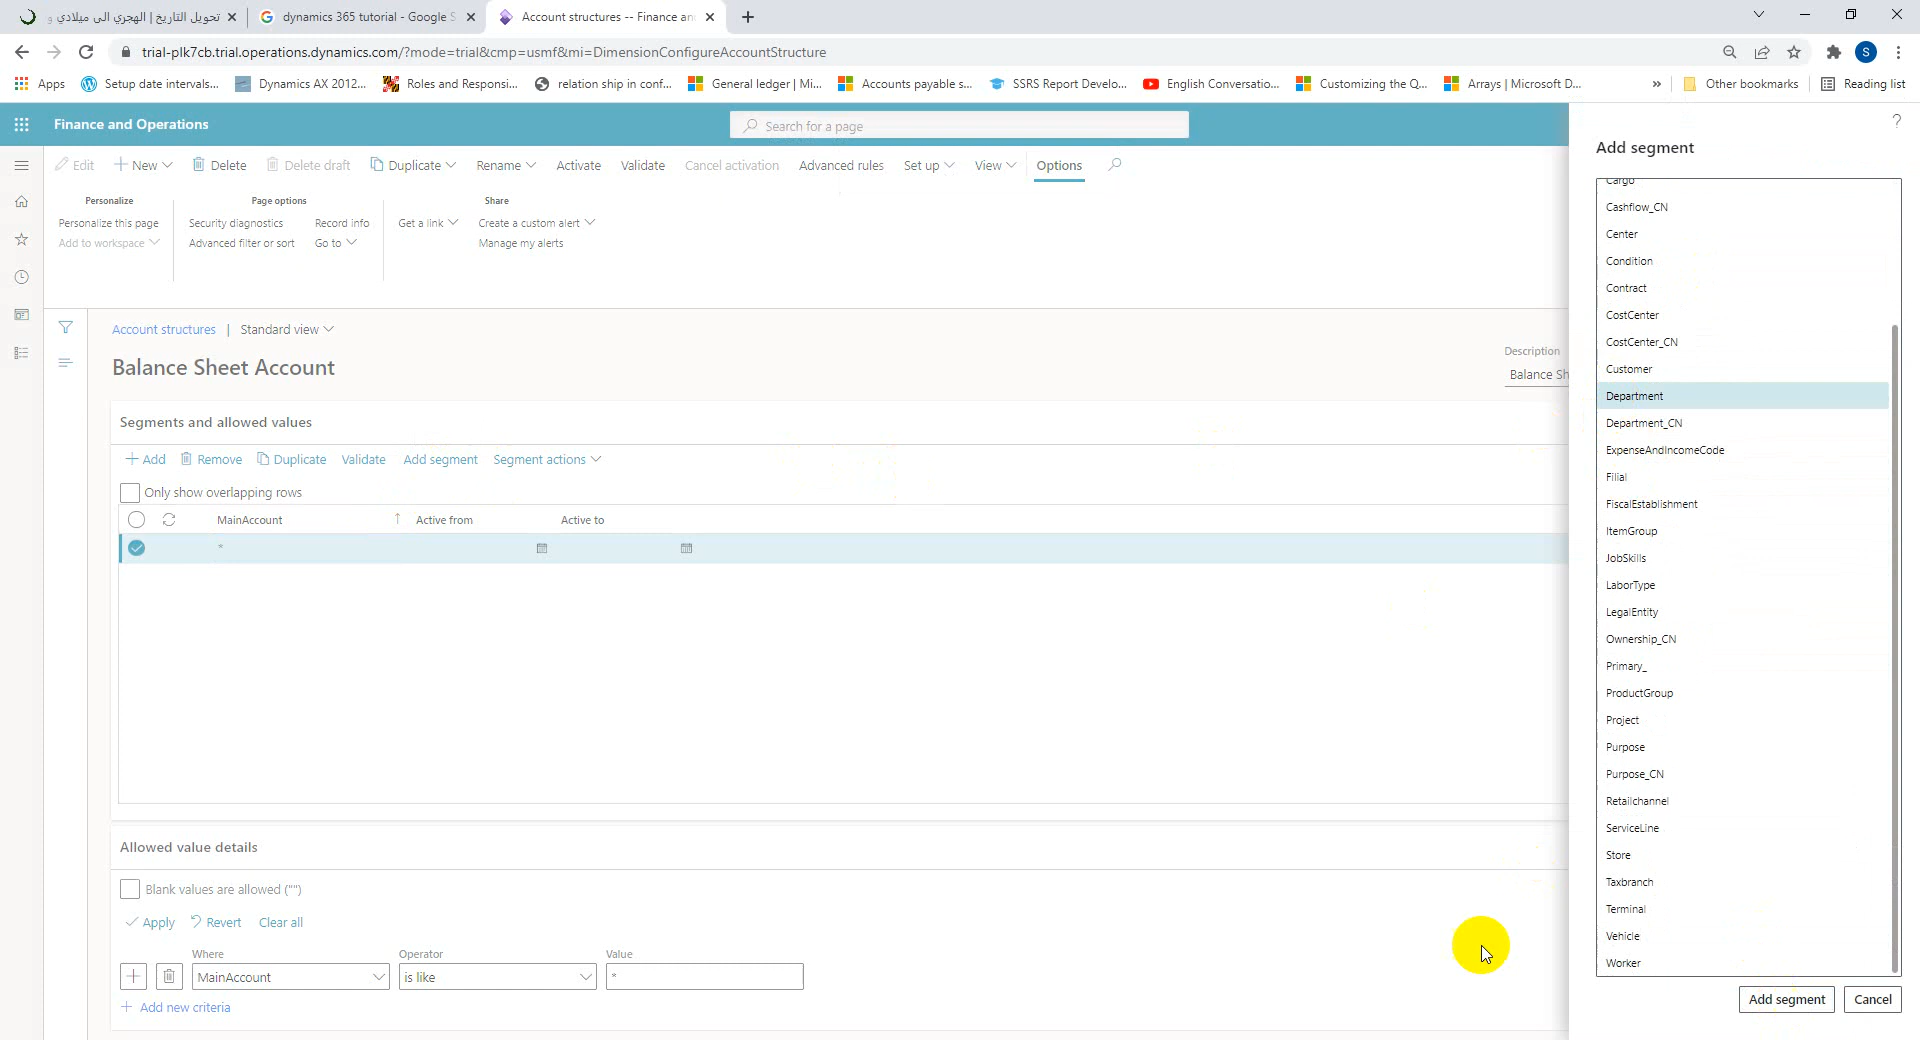 تحويل التاريخ | الهجري الى ميلادي و
dynamics 365 tutorial - Google S
Account structures -- Finance an
trial-plk7cb.trial.operations.dynamics.com/?mode=trial&cmp=usmf&mi=DimensionConfigureAccountStructure
S
Apps
Setup date intervals...
Dynamics AX 2012...
Roles and Responsi...
relation ship in conf...
General ledger | Mi...
Accounts payable s...
SSRS Report Develo...
English Conversatio...
Customizing the Q...
Arrays | Microsoft D...
»
Other bookmarks
Reading list
Finance and Operations
Search for a page
?
Edit
New
Delete
Delete draft
Duplicate
Rename
Activate
Validate
Cancel activation
Advanced rules
Set up
View
Options
Personalize
Personalize this page
Add to workspace
Page options
Security diagnostics
Record info
Advanced filter or sort
Go to
Get a link
Share
Create a custom alert
Manage my alerts
Account structures | Standard view
Balance Sheet Account
Description
Balance Sh
Segments and allowed values
+ Add
Remove
Duplicate
Validate
Add segment
Segment actions
Only show overlapping rows
MainAccount
Active from
Active to
*
Allowed value details
Blank values are allowed ("")
Apply
Revert
Clear all
Where
Operator
Value
MainAccount
is like
*
+ Add new criteria
Add segment
Cargo
Cashflow_CN
Center
Condition
Contract
CostCenter
CostCenter_CN
Customer
Department
Department_CN
ExpenseAndIncomeCode
Filial
FiscalEstablishment
ItemGroup
JobSkills
LaborType
LegalEntity
Ownership_CN
Primary_
ProductGroup
Project
Purpose
Purpose_CN
Retailchannel
ServiceLine
Store
Taxbranch
Terminal
Vehicle
Worker
Add segment
Cancel